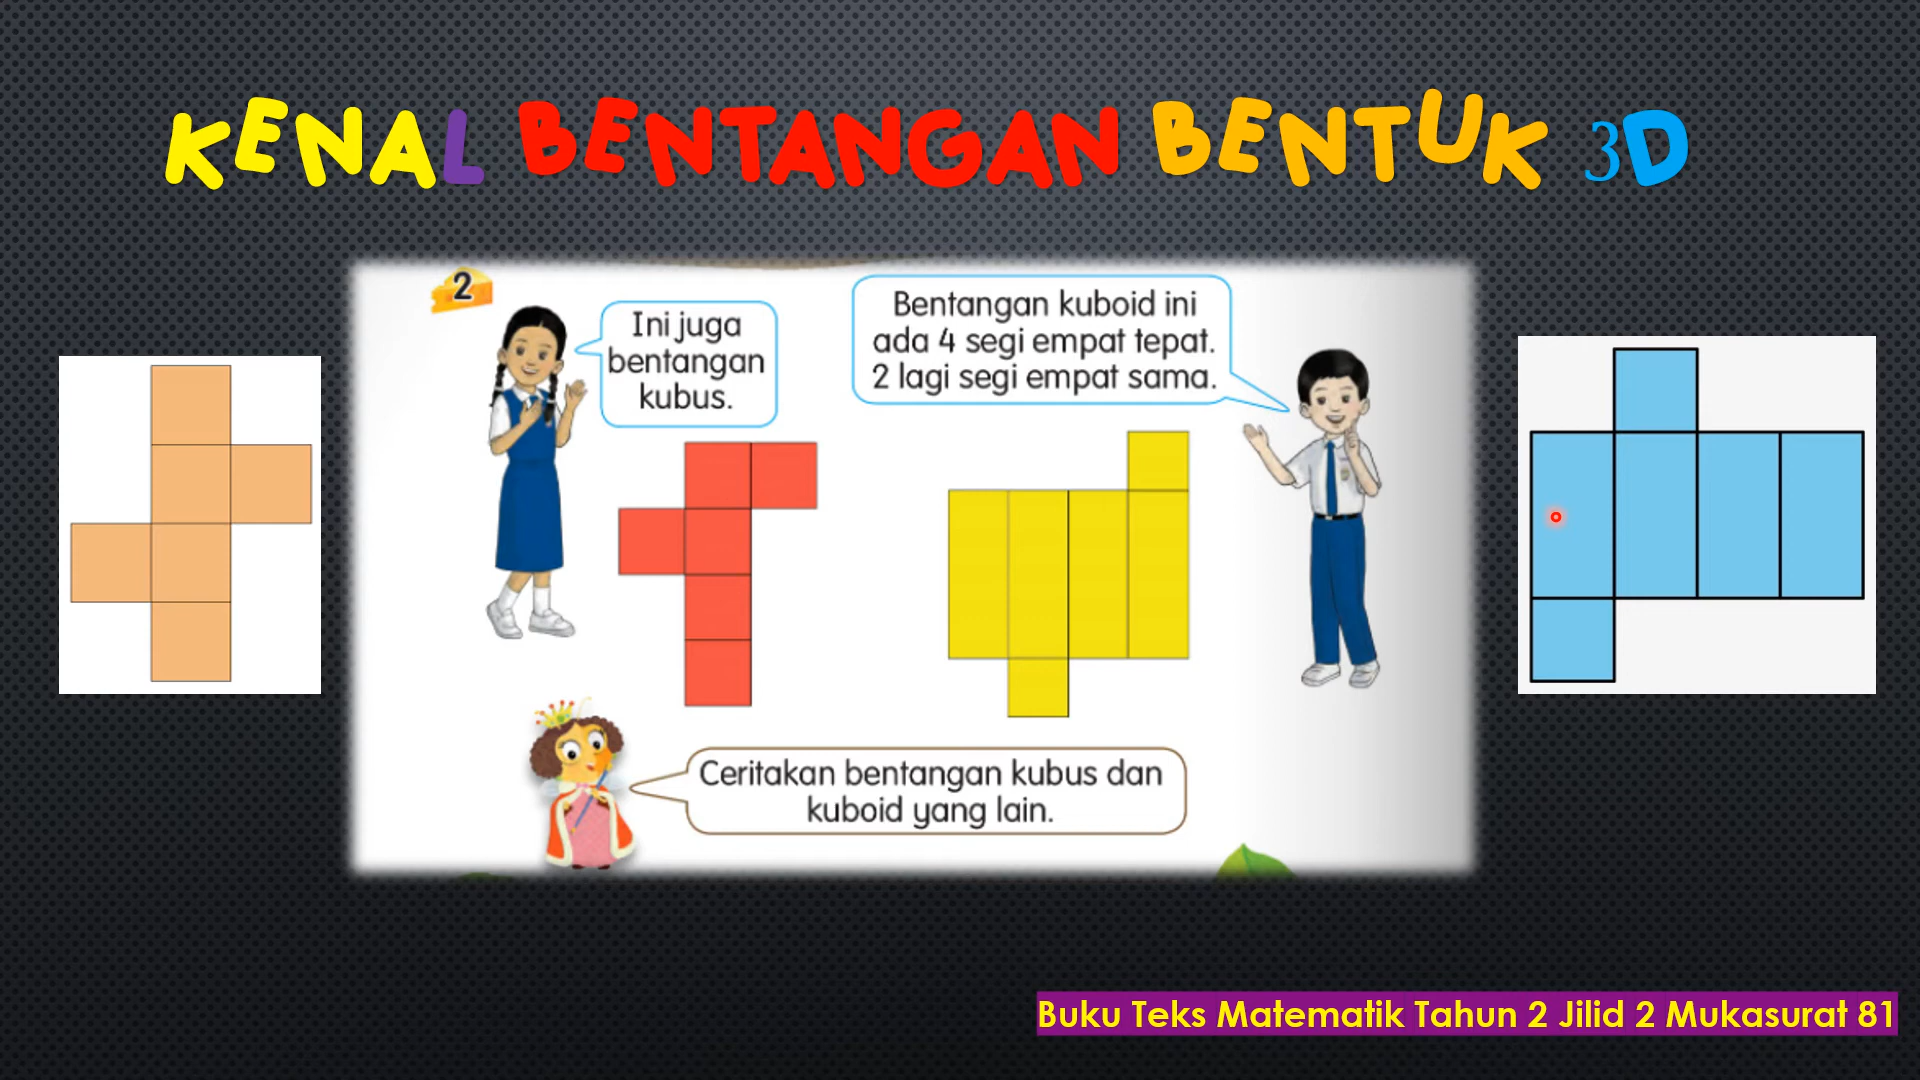 KENAL BENTANGAN BENTUK 3D
2
Ini juga
bentangan
kubus.
Bentangan kuboid ini
ada 4 segi empat tepat.
2 lagi segi empat sama.
Ceritakan bentangan kubus dan
kuboid yang lain.
Buku Teks Matematik Tahun 2 Jilid 2 Mukasurat 81